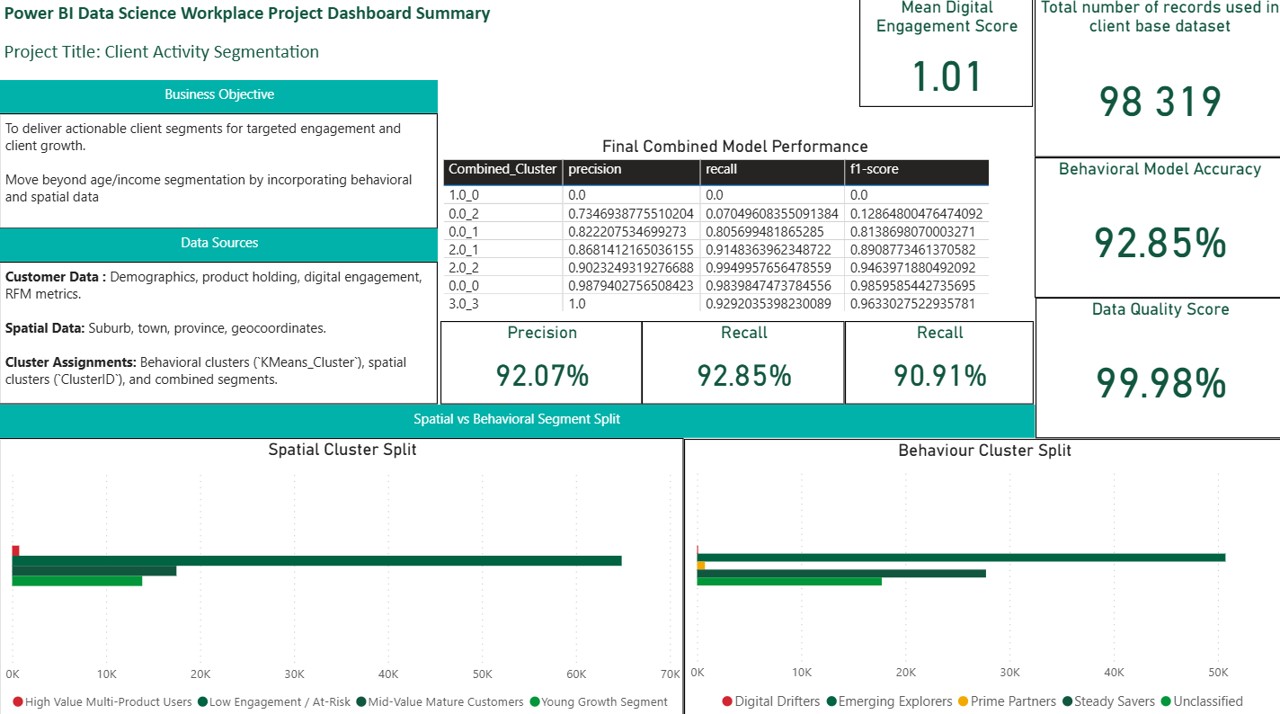 Power BI Data Science Workplace Project Dashboard Summary
Project Title: Client Activity Segmentation
Business Objective
To deliver actionable client segments for targeted engagement and
client growth.
Move beyond age/income segmentation by incorporating behavioral
and spatial data
Data Sources
Customer Data : Demographics, product holding, digital engagement,
RFM metrics.
Spatial Data: Suburb, town, province, geocoordinates.
Cluster Assignments: Behavioral clusters (`KMeans_Cluster`), spatial
clusters (`ClusterID`), and combined segments.
Mean Digital
Engagement Score
1.01
Total number of records used in
client base dataset
98 319
Final Combined Model Performance
Combined_Cluster precision recall f1-score
1.0_0 0.0 0.0 0.0
0.0_2 0.7346938775510204 0.07049608355091384 0.12864800476474092
0.0_1 0.822207534699273 0.805699481865285 0.8138698070003271
2.0_1 0.8681412165036155 0.9148363962348722 0.8908773461370582
2.0_2 0.9023249319276688 0.9949957656478559 0.9463971880492092
0.0_0 0.9879402756508423 0.9839847473784556 0.9859585442735695
3.0_3 1.0 0.9292035398230089 0.9633027522935781
Behavioral Model Accuracy
92.85%
Precision
92.07%
Recall
92.85%
Recall
90.91%
Data Quality Score
99.98%
Spatial vs Behavioral Segment Split
Spatial Cluster Split
0K 10K 20K 30K 40K 50K 60K 70K
High Value Multi-Product Users Low Engagement / At-Risk Mid-Value Mature Customers Young Growth Segment
Behaviour Cluster Split
0K 10K 20K 30K 40K 50K
Digital Drifters Emerging Explorers Prime Partners Steady Savers Unclassified